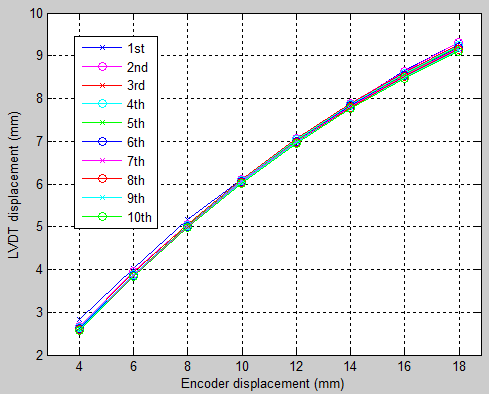 10
9
8
7
6
5
4
3
2
LVDT displacement (mm)
1st
2nd
3rd
4th
5th
6th
7th
8th
9th
10th
4 6 8 10 12 14 16 18
Encoder displacement (mm)